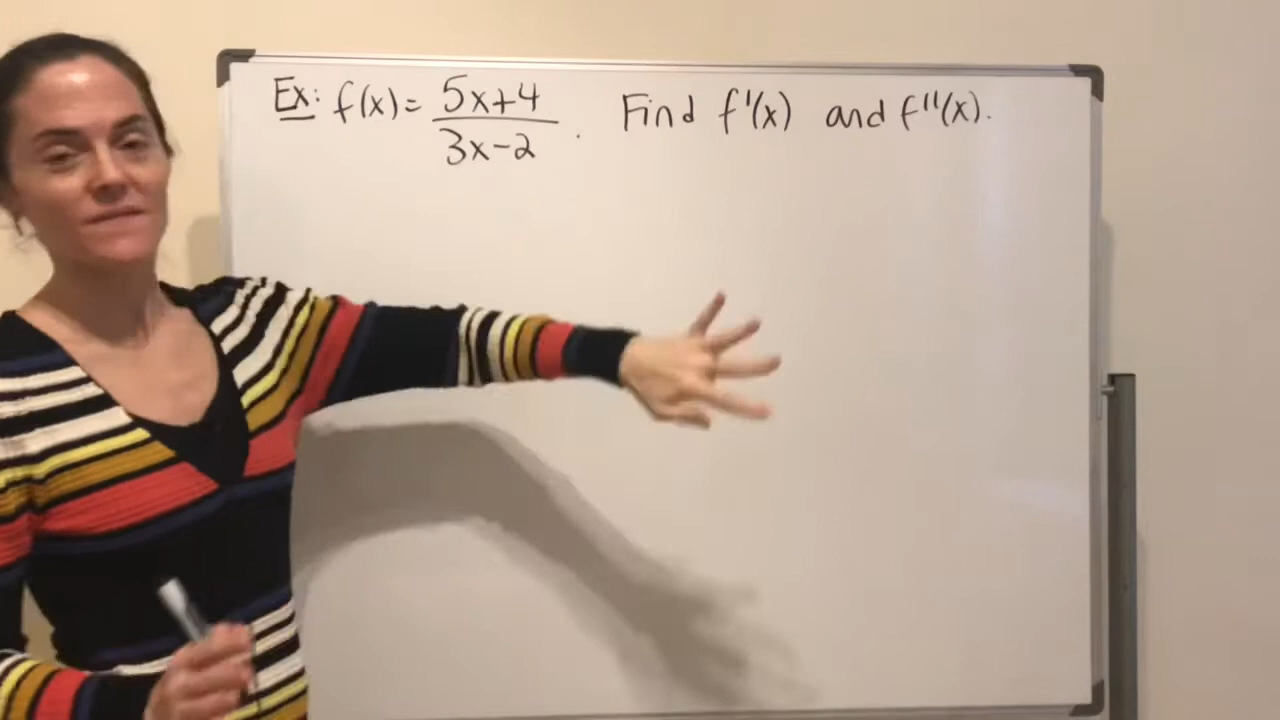 Ex: f(x)= 5x+4 / 3x-2 . Find f'(x) and f''(x).